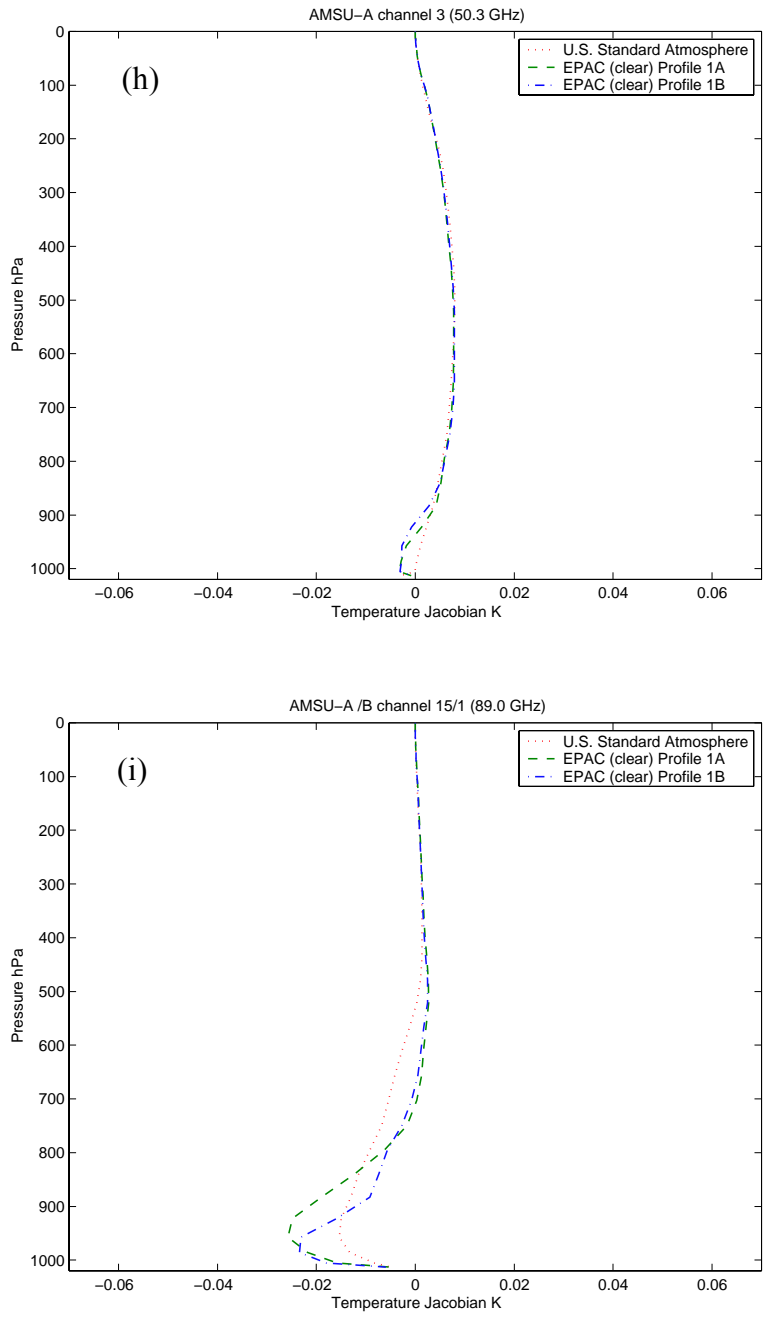 AMSU−A channel 3 (50.3 GHz)
(h)
U.S. Standard Atmosphere
EPAC (clear) Profile 1A
EPAC (clear) Profile 1B
0
100
200
300
400
500
600
700
800
900
1000
Pressure hPa
−0.06 −0.04 −0.02 0 0.02 0.04 0.06
Temperature Jacobian K
AMSU−A /B channel 15/1 (89.0 GHz)
(i)
U.S. Standard Atmosphere
EPAC (clear) Profile 1A
EPAC (clear) Profile 1B
0
100
200
300
400
500
600
700
800
900
1000
Pressure hPa
−0.06 −0.04 −0.02 0 0.02 0.04 0.06
Temperature Jacobian K